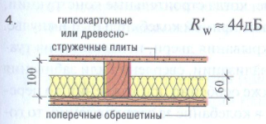 4.
гипсокартонные R'w ≈ 44дБ
или древесно-
стружечные плиты
100
60
поперечные обрешетины